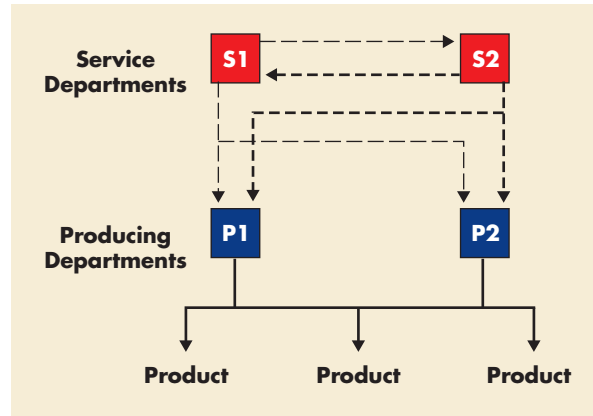 Service
Departments
S1
S2
Producing
Departments
P1
P2
Product
Product
Product